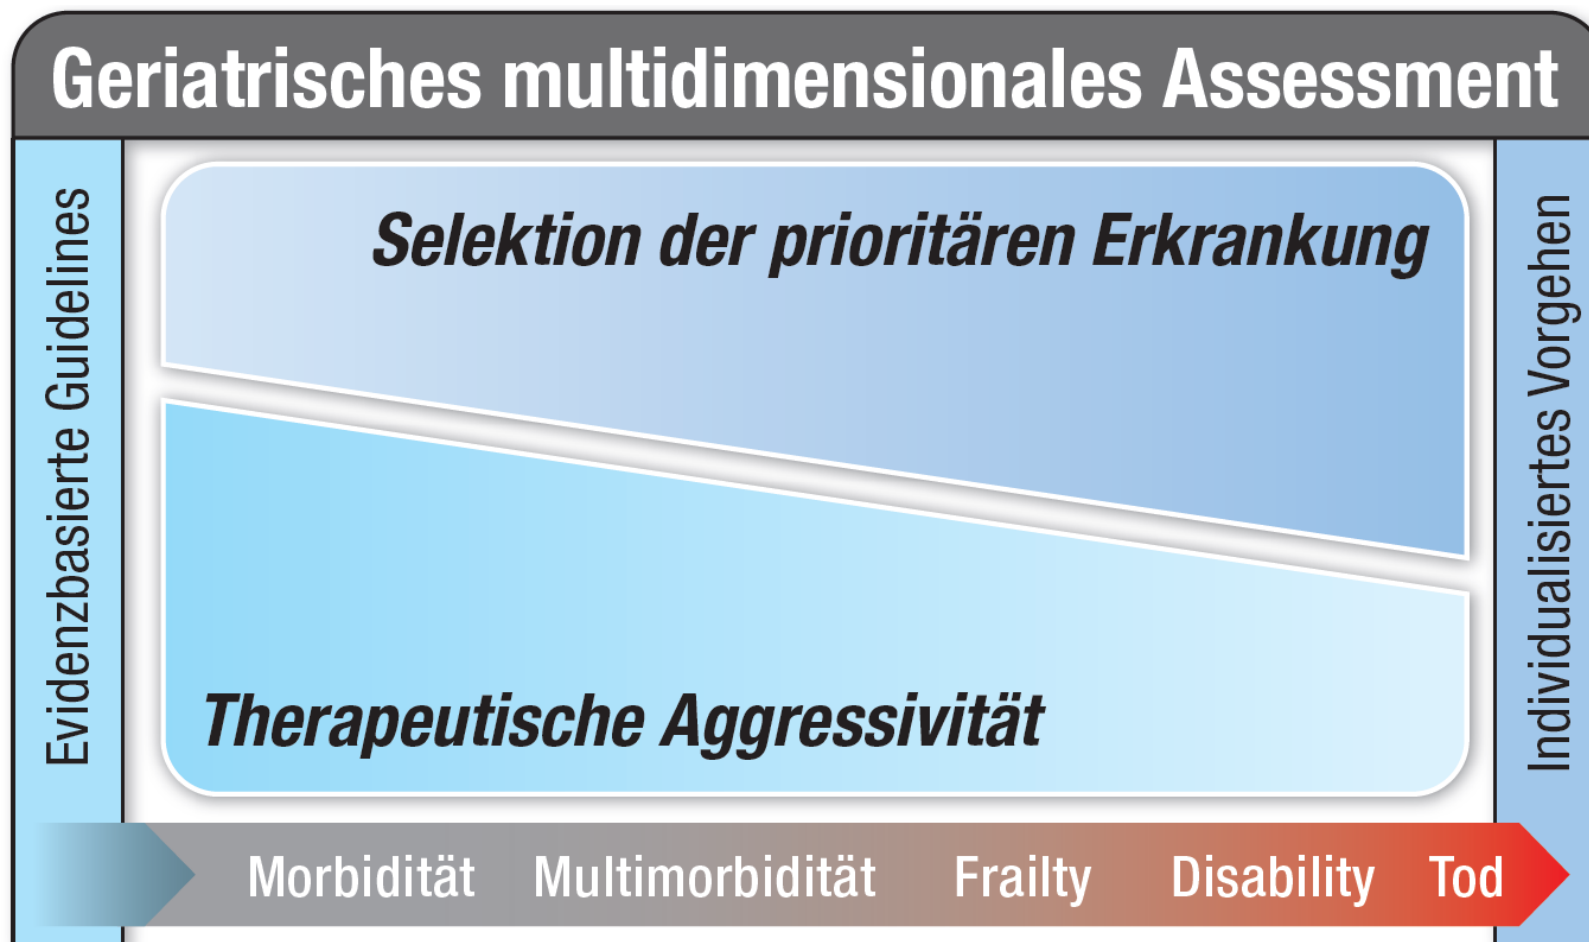 Geriatrisches multidimensionales Assessment
Evidenzbasierte Guidelines
Selektion der prioritären Erkrankung
Therapeutische Aggressivität
Individualisiertes Vorgehen
Morbidität Multimorbidität Frailty Disability Tod